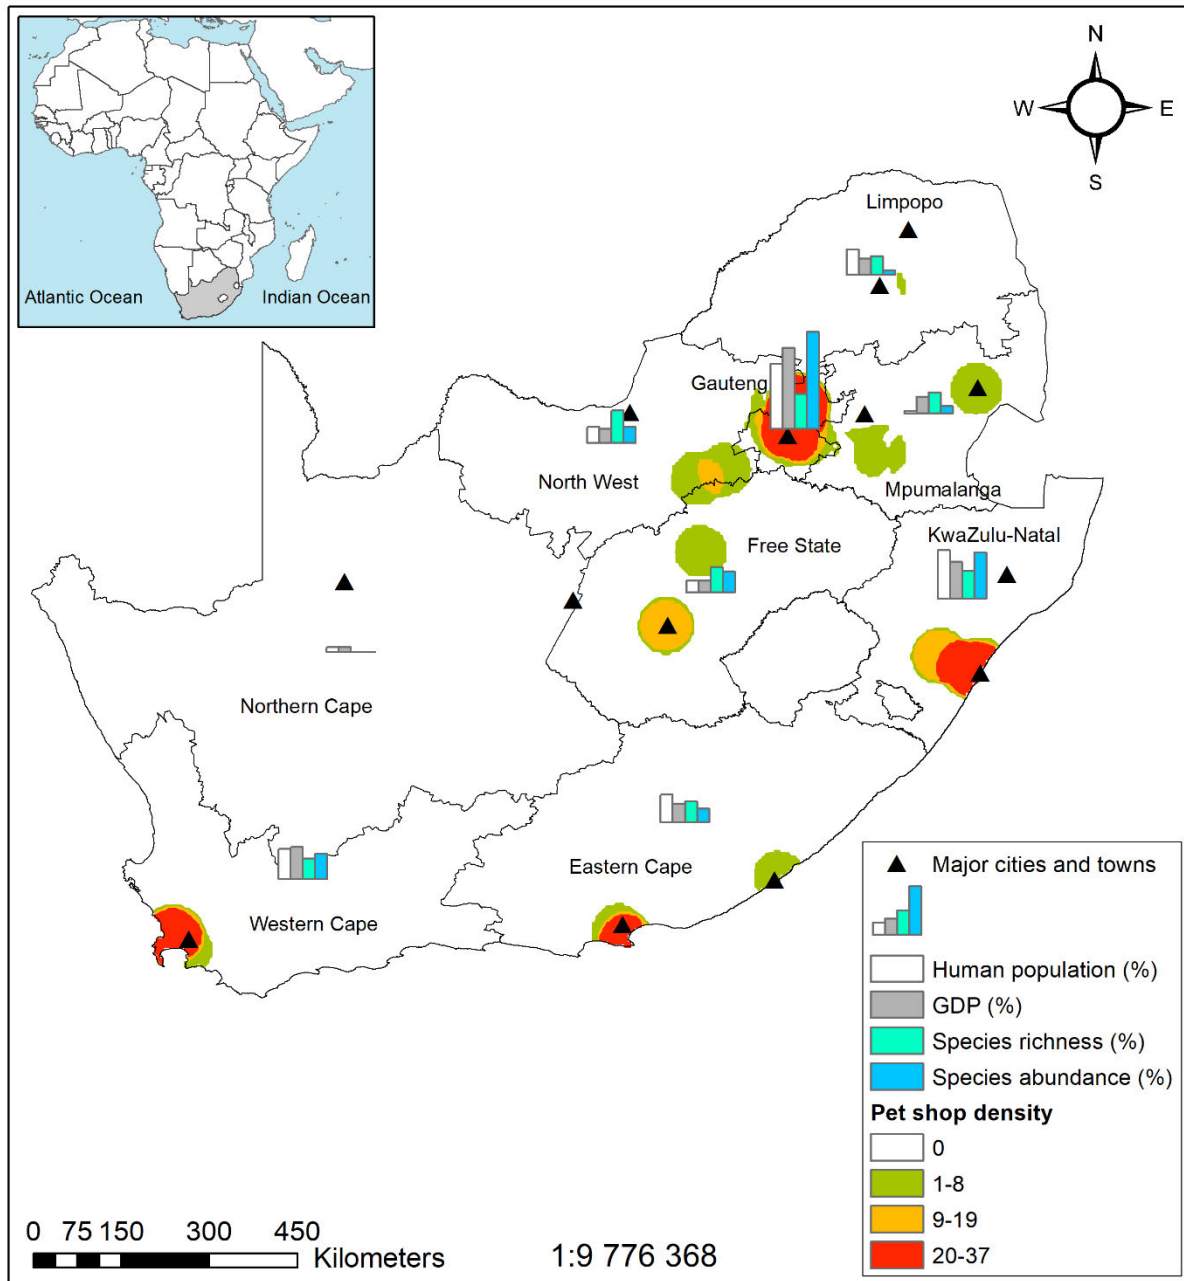 N
W E
S
Atlantic Ocean Indian Ocean
Limpopo
Gauteng
North West
Mpumalanga
Free State
KwaZulu-Natal
Northern Cape
Eastern Cape
Western Cape
Major cities and towns
Human population (%)
GDP (%)
Species richness (%)
Species abundance (%)
Pet shop density
0
1-8
9-19
20-37
0 75 150 300 450
Kilometers 1:9 776 368